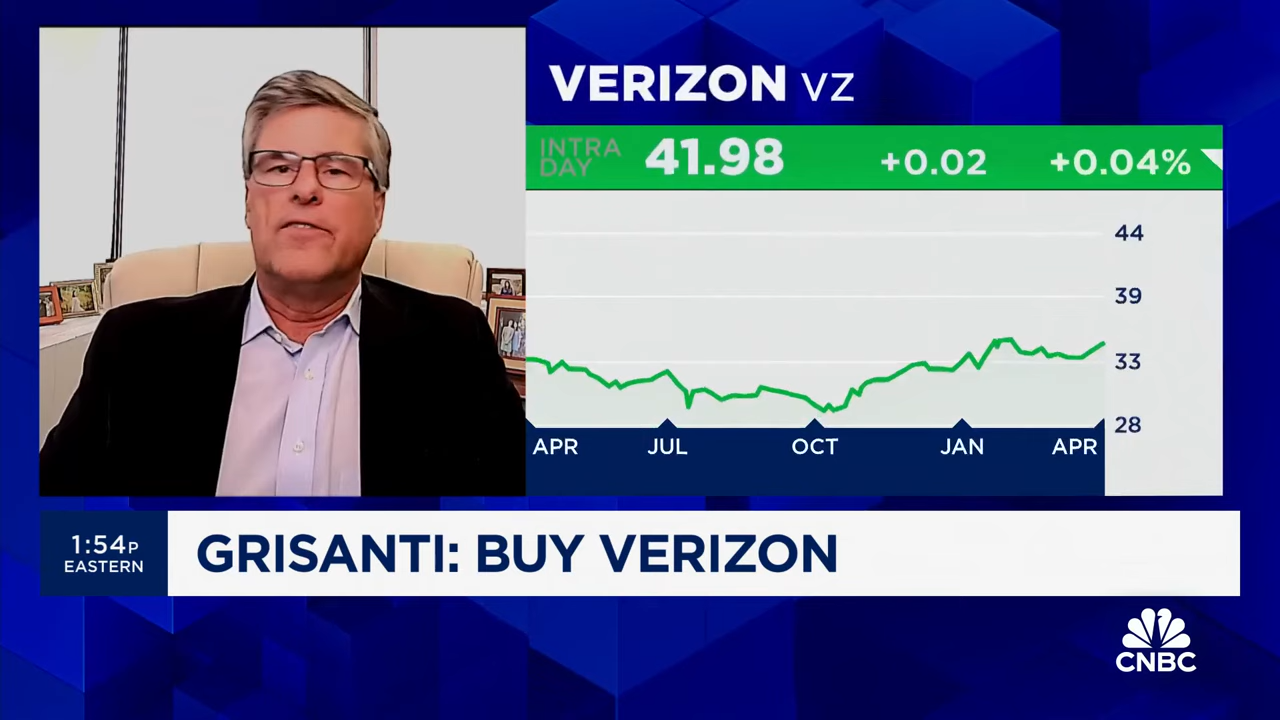 VERIZON VZ
INTRA DAY 41.98 +0.02 +0.04%
44
39
33
28
APR JUL OCT JAN APR
1:54P EASTERN
GRISANTI: BUY VERIZON
CNBC